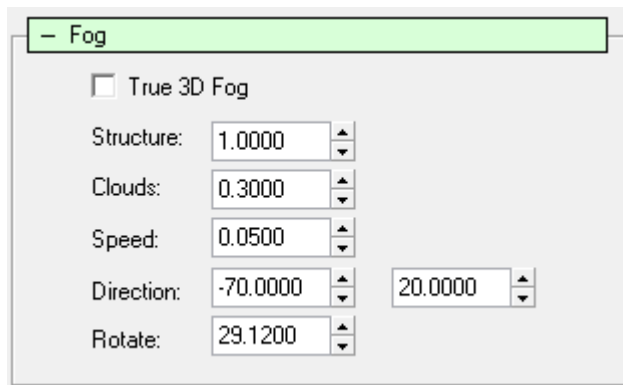 − Fog
True 3D Fog
Structure: 1.0000
Clouds: 0.3000
Speed: 0.0500
Direction: -70.0000 20.0000
Rotate: 29.1200